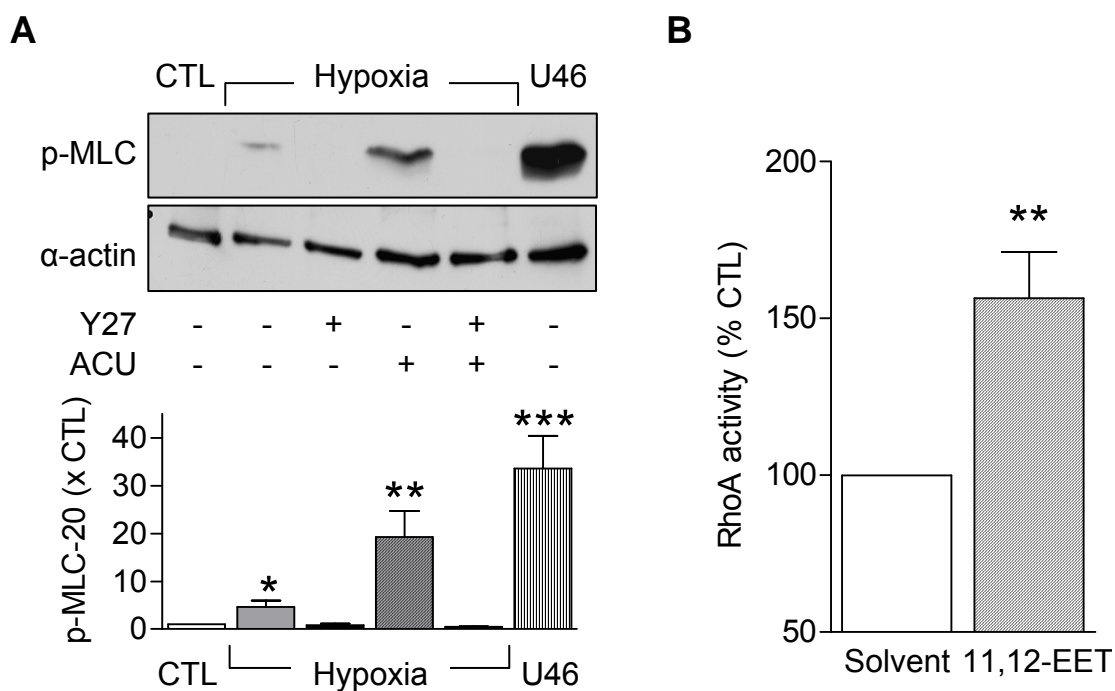 A
CTL Hypoxia U46
p-MLC
α-actin
Y27 - - + - + -
ACU - - - + + -
p-MLC-20 (x CTL)
40
30
20
10
0
* ** ***
CTL Hypoxia U46
B
RhoA activity (% CTL)
200
150
100
50
**
Solvent 11,12-EET